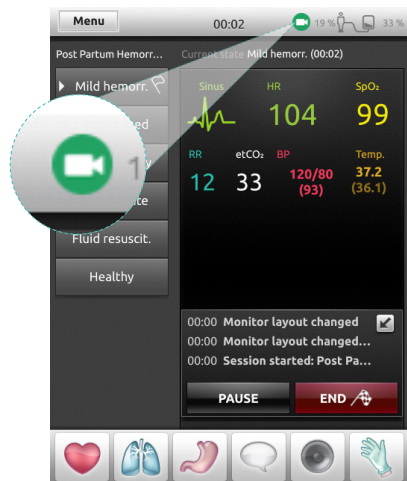 Menu
00:02
19 %
33 %
Post Partum Hemorr...
Current state Mild hemorr. (00:02)
Mild hemorr.
Sinus
HR
SpO₂
104
99
RR
etCO₂
BP
Temp.
12
33
120/80
(93)
37.2
(36.1)
1
Fluid resuscit.
Healthy
00:00 Monitor layout changed
00:00 Monitor layout changed...
00:00 Session started: Post Pa...
PAUSE
END